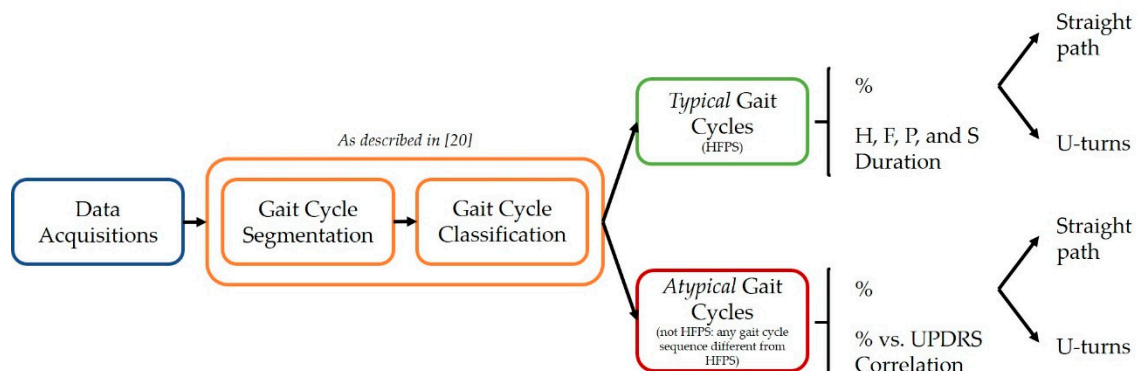 Data
Acquisitions
As described in [20]
Gait Cycle
Segmentation
Gait Cycle
Classification
Typical Gait
Cycles
(HFPS)
%
H, F, P, and S
Duration
Straight
path
U-turns
Atypical Gait
Cycles
(not HFPS: any gait cycle
sequence different from
HFPS)
%
% vs. UPDRS
Correlation
Straight
path
U-turns